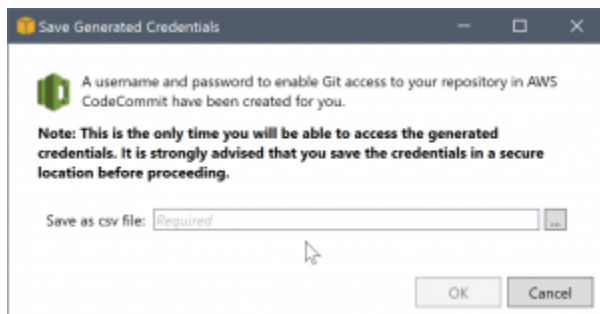 Save Generated Credentials
A username and password to enable Git access to your repository in AWS
CodeCommit have been created for you.
Note: This is the only time you will be able to access the generated
credentials. It is strongly advised that you save the credentials in a secure
location before proceeding.
Save as csv file: Required ...
OK Cancel